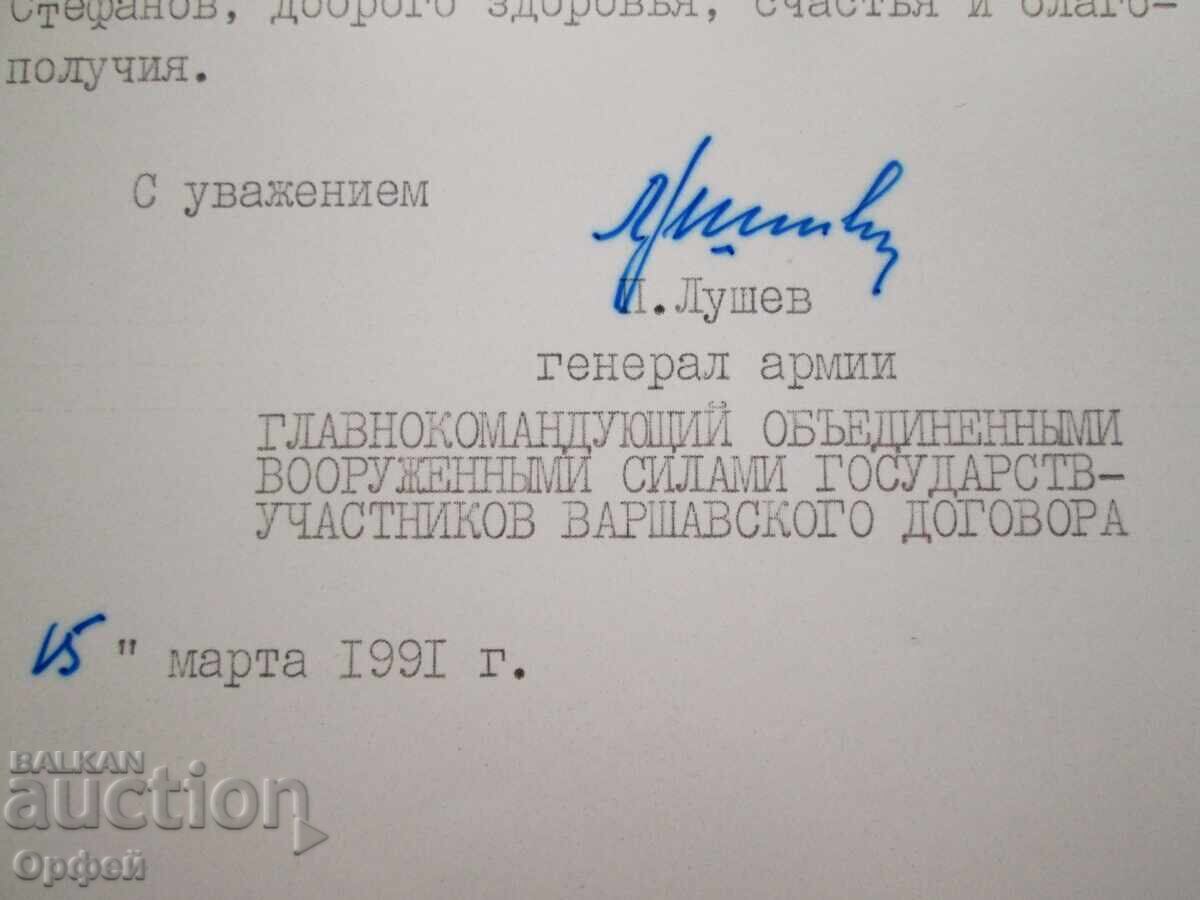 Стефанов, доброго здоровья, счастья и благо-
получия.
С уважением
П.Лушев
генерал армии
ГЛАВНОКОМАНДУЮЩИЙ ОБЪЕДИНЕННЫМИ
ВООРУЖЕННЫМИ СИЛАМИ ГОСУДАРСТВ-
УЧАСТНИКОВ ВАРШАВСКОГО ДОГОВОРА
15 " марта 1991 г.
BALKAN
auction
Орфей